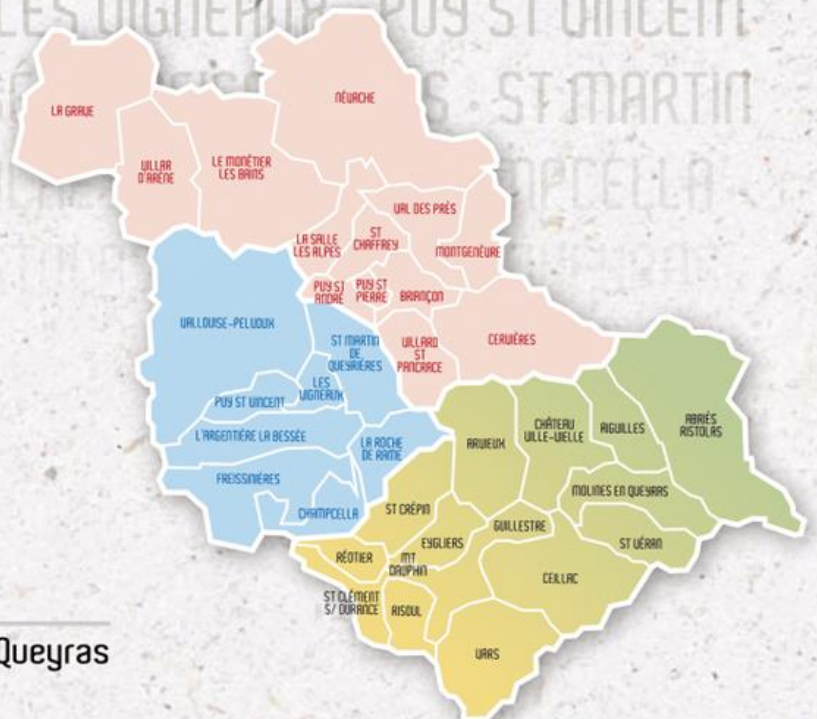 LES VIGNEAUX PUY ST VINCENT
ST MARTIN
LA GRAVE
NÉVACHE
VILLAR
D'ARÈNE
LE MONÊTIER
LES BAINS
VAL DES PRÈS
LA SALLE
LES ALPES
ST
CHAFFREY
MONTGENÈVRE
PUY ST
ANDRÉ
PUY ST
PIERRE
BRIANÇON
VALLOUISE-PELVOUX
ST MARTIN
DE
QUEYRIÈRES
VILLARD
ST
PANCRACE
CERVIÈRES
LES
VIGNEAUX
PUY ST VINCENT
L'ARGENTIÈRE LA BESSÉE
LA ROCHE
DE RAME
ARVIEUX
CHÂTEAU
VILLE-VIELLE
AIGUILLES
ABRIÈS
RISTOLAS
FREISSINIÈRES
MOLINES EN QUEYRAS
CHAMPCELLA
ST CRÉPIN
GUILLESTRE
EYGLIERS
ST VÉRAN
RÉOTIER
MT
DAUPHIN
CEILLAC
ST CLÉMENT
S/ DURANCE
RISOUL
VARS
Queyras